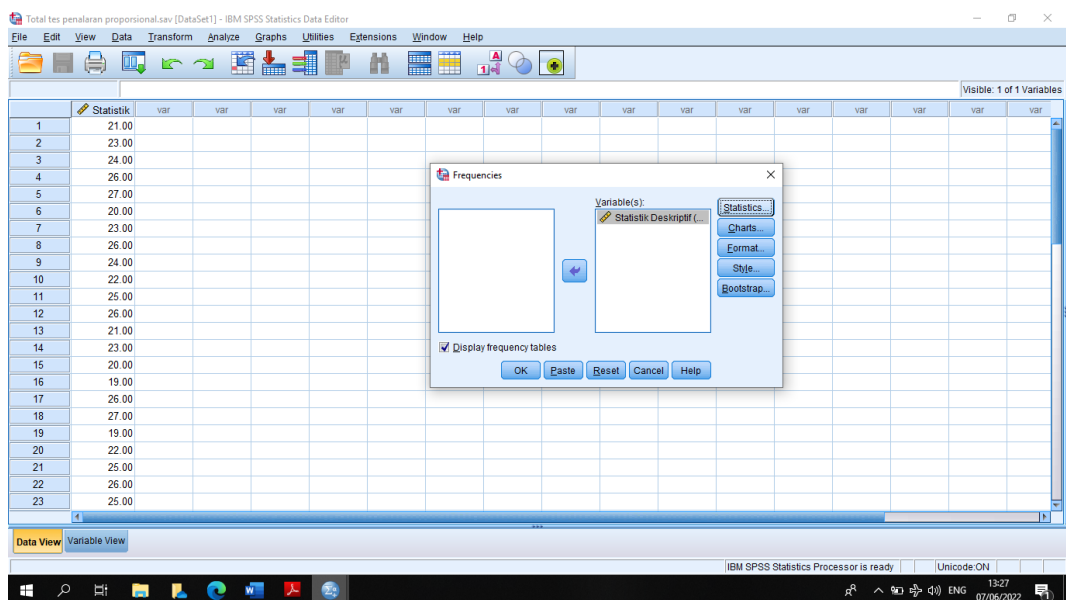 Total tes penalaran proporsional.sav [DataSet1] - IBM SPSS Statistics Data Editor
File Edit View Data Transform Analyze Graphs Utilities Extensions Window Help
Visible: 1 of 1 Variables
Statistik var var var var var var var var var var var var var var var var
1 21.00
2 23.00
3 24.00
4 26.00
5 27.00
6 20.00
7 23.00
8 26.00
9 24.00
10 22.00
11 25.00
12 26.00
13 21.00
14 23.00
15 20.00
16 19.00
17 26.00
18 27.00
19 19.00
20 22.00
21 25.00
22 26.00
23 25.00
Frequencies
Variable(s):
Statistik Deskriptif (...
Statistics...
Charts...
Format...
Style...
Bootstrap...
Display frequency tables
OK Paste Reset Cancel Help
Data View Variable View
IBM SPSS Statistics Processor is ready Unicode:ON
ENG 13:27
07/06/2022